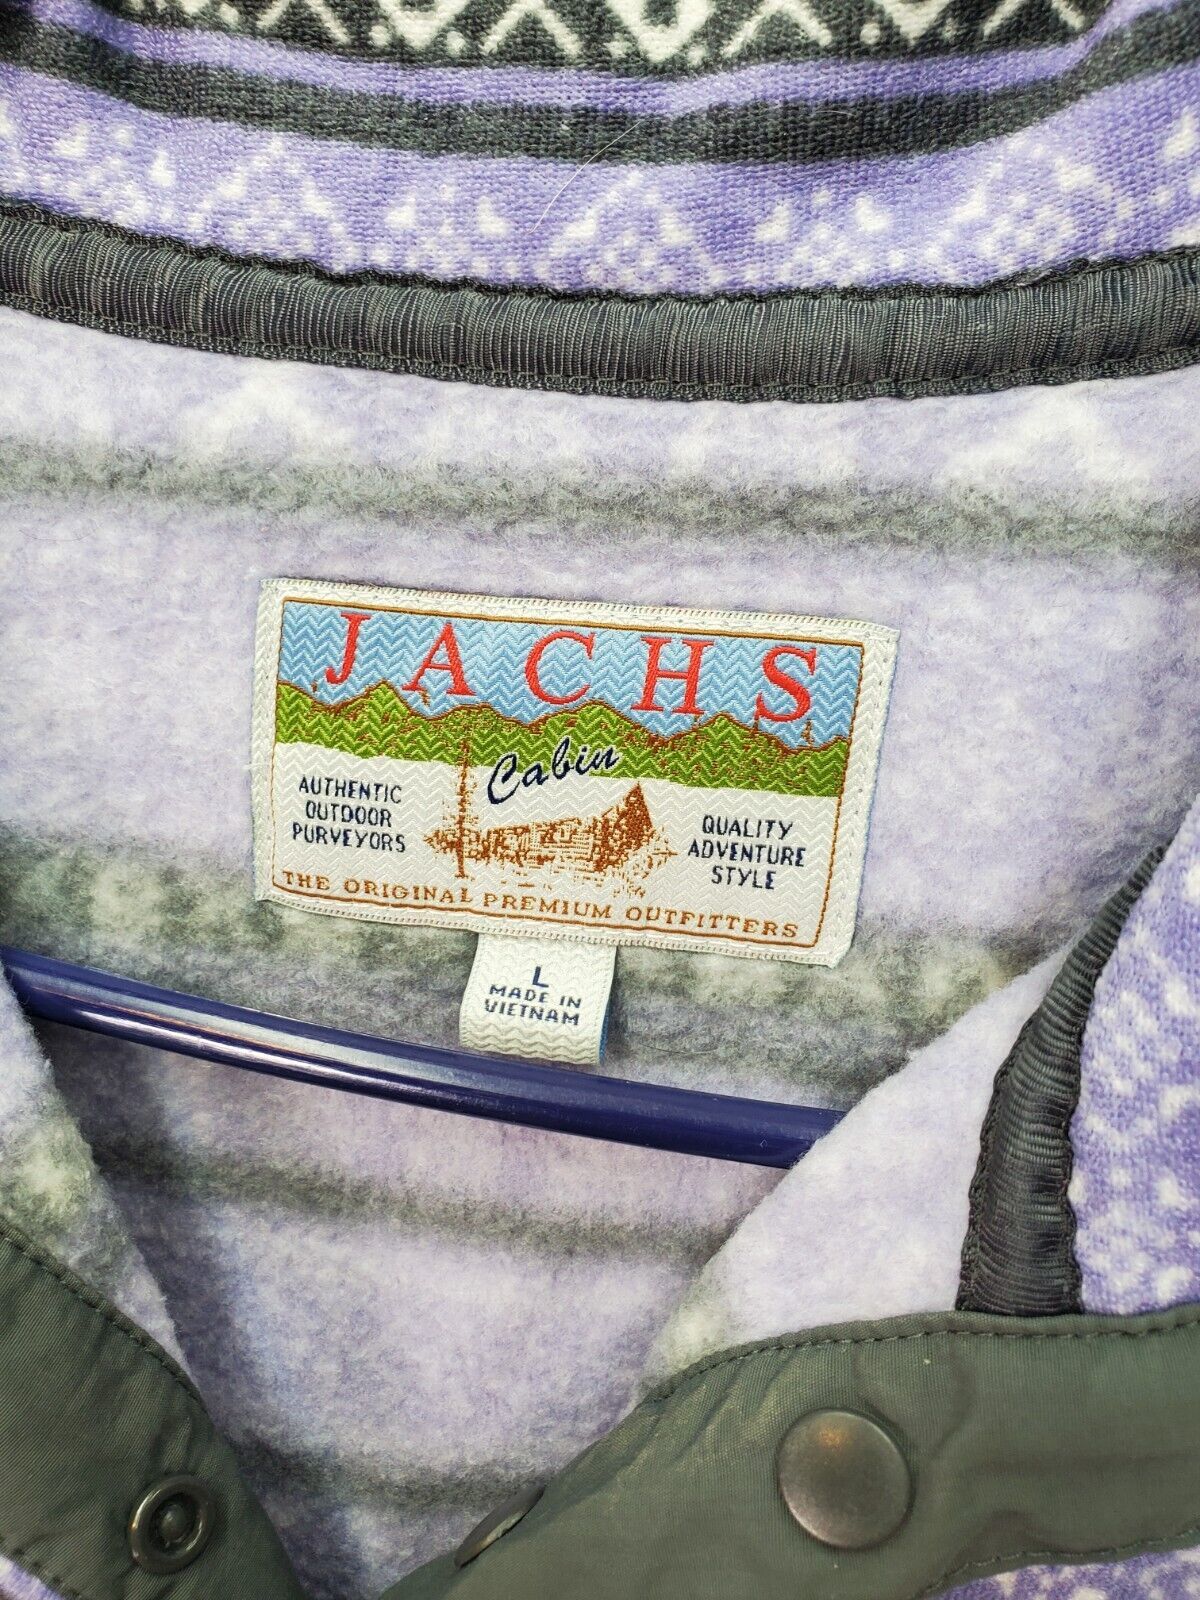 JACHS
Cabin
AUTHENTIC
OUTDOOR
PURVEYORS
QUALITY
ADVENTURE
STYLE
THE ORIGINAL PREMIUM OUTFITTERS
L
MADE IN
VIETNAM